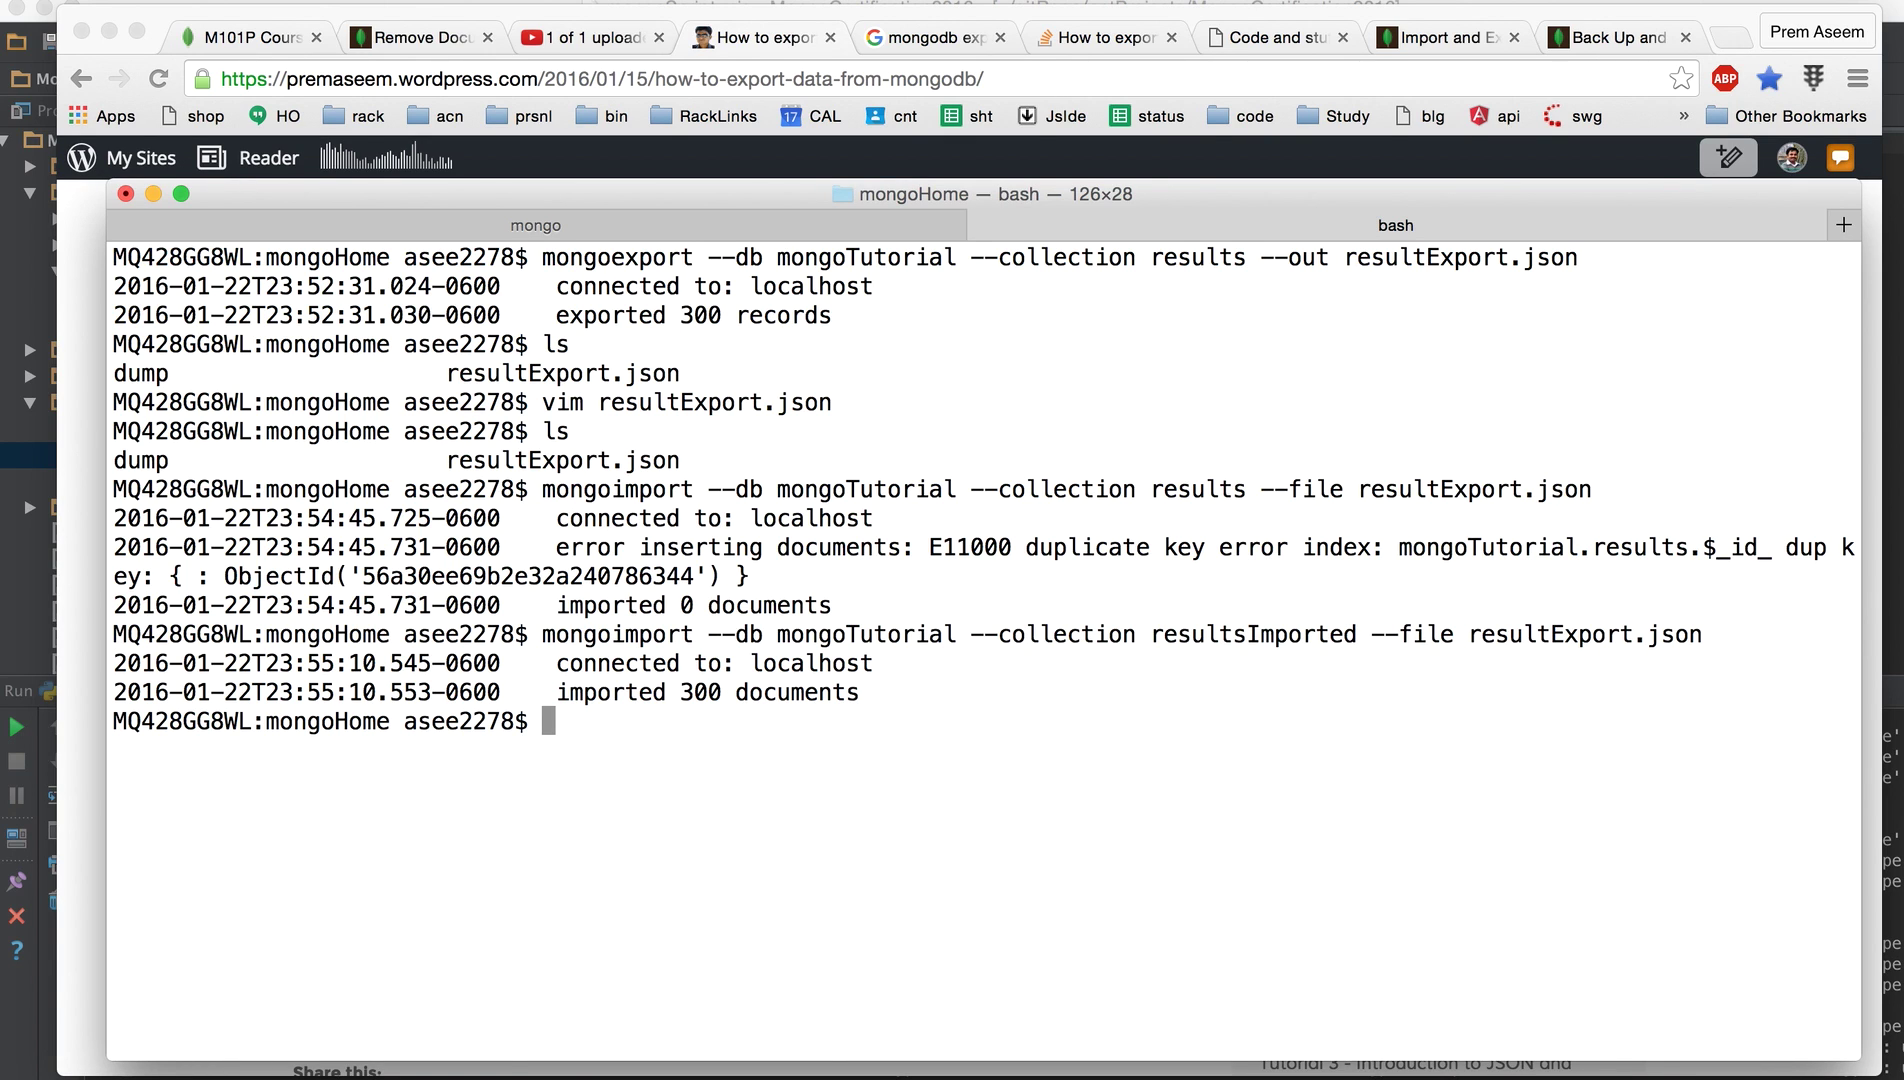 M101P Cours
Remove Docu
1 of 1 upload
How to expor
mongodb exp
How to expor
Code and stu
Import and Ex
Back Up and
Prem Aseem
https://premaseem.wordpress.com/2016/01/15/how-to-export-data-from-mongodb/
ABP
Apps shop HO rack acn prsnl bin RackLinks 17 CAL cnt sht JsIde status code Study blg api swg » Other Bookmarks
My Sites Reader
mongoHome — bash — 126×28
mongo bash
MQ428GG8WL:mongoHome asee2278$ mongoexport --db mongoTutorial --collection results --out resultExport.json
2016-01-22T23:52:31.024-0600 connected to: localhost
2016-01-22T23:52:31.030-0600 exported 300 records
MQ428GG8WL:mongoHome asee2278$ ls
dump resultExport.json
MQ428GG8WL:mongoHome asee2278$ vim resultExport.json
MQ428GG8WL:mongoHome asee2278$ ls
dump resultExport.json
MQ428GG8WL:mongoHome asee2278$ mongoimport --db mongoTutorial --collection results --file resultExport.json
2016-01-22T23:54:45.725-0600 connected to: localhost
2016-01-22T23:54:45.731-0600 error inserting documents: E11000 duplicate key error index: mongoTutorial.results.$_id_ dup k
ey: { : ObjectId('56a30ee69b2e32a240786344') }
2016-01-22T23:54:45.731-0600 imported 0 documents
MQ428GG8WL:mongoHome asee2278$ mongoimport --db mongoTutorial --collection resultsImported --file resultExport.json
2016-01-22T23:55:10.545-0600 connected to: localhost
2016-01-22T23:55:10.553-0600 imported 300 documents
MQ428GG8WL:mongoHome asee2278$
Run
Share this:
Tutorial 3 - Introduction to JSON and